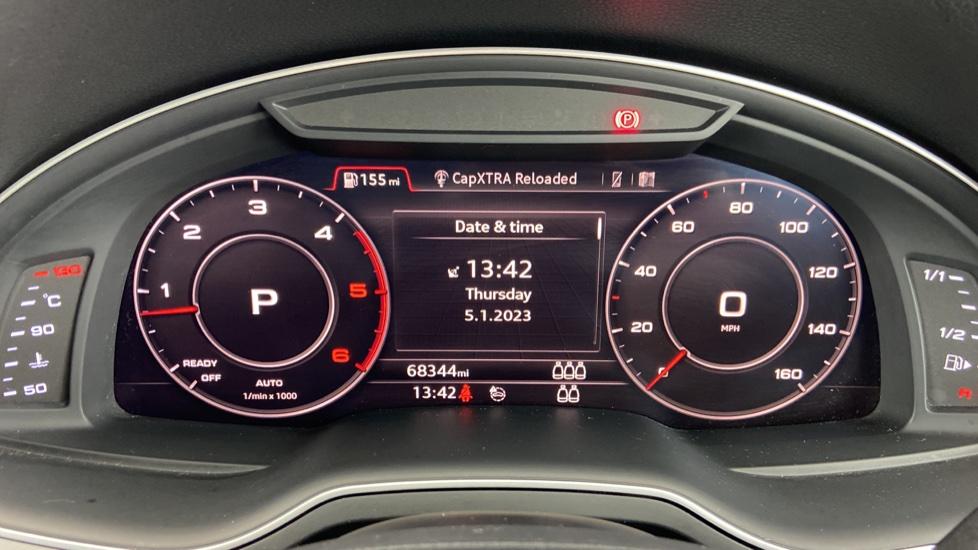 P
155 mi CapXTRA Reloaded
Date & time
13:42
Thursday
5.1.2023
68344mi
13:42
1 2 3 4 5 6
READY
OFF
AUTO
1/min x 1000
P
0
MPH
0 20 40 60 80 100 120 140 160
130
°C
90
50
1/1
1/2